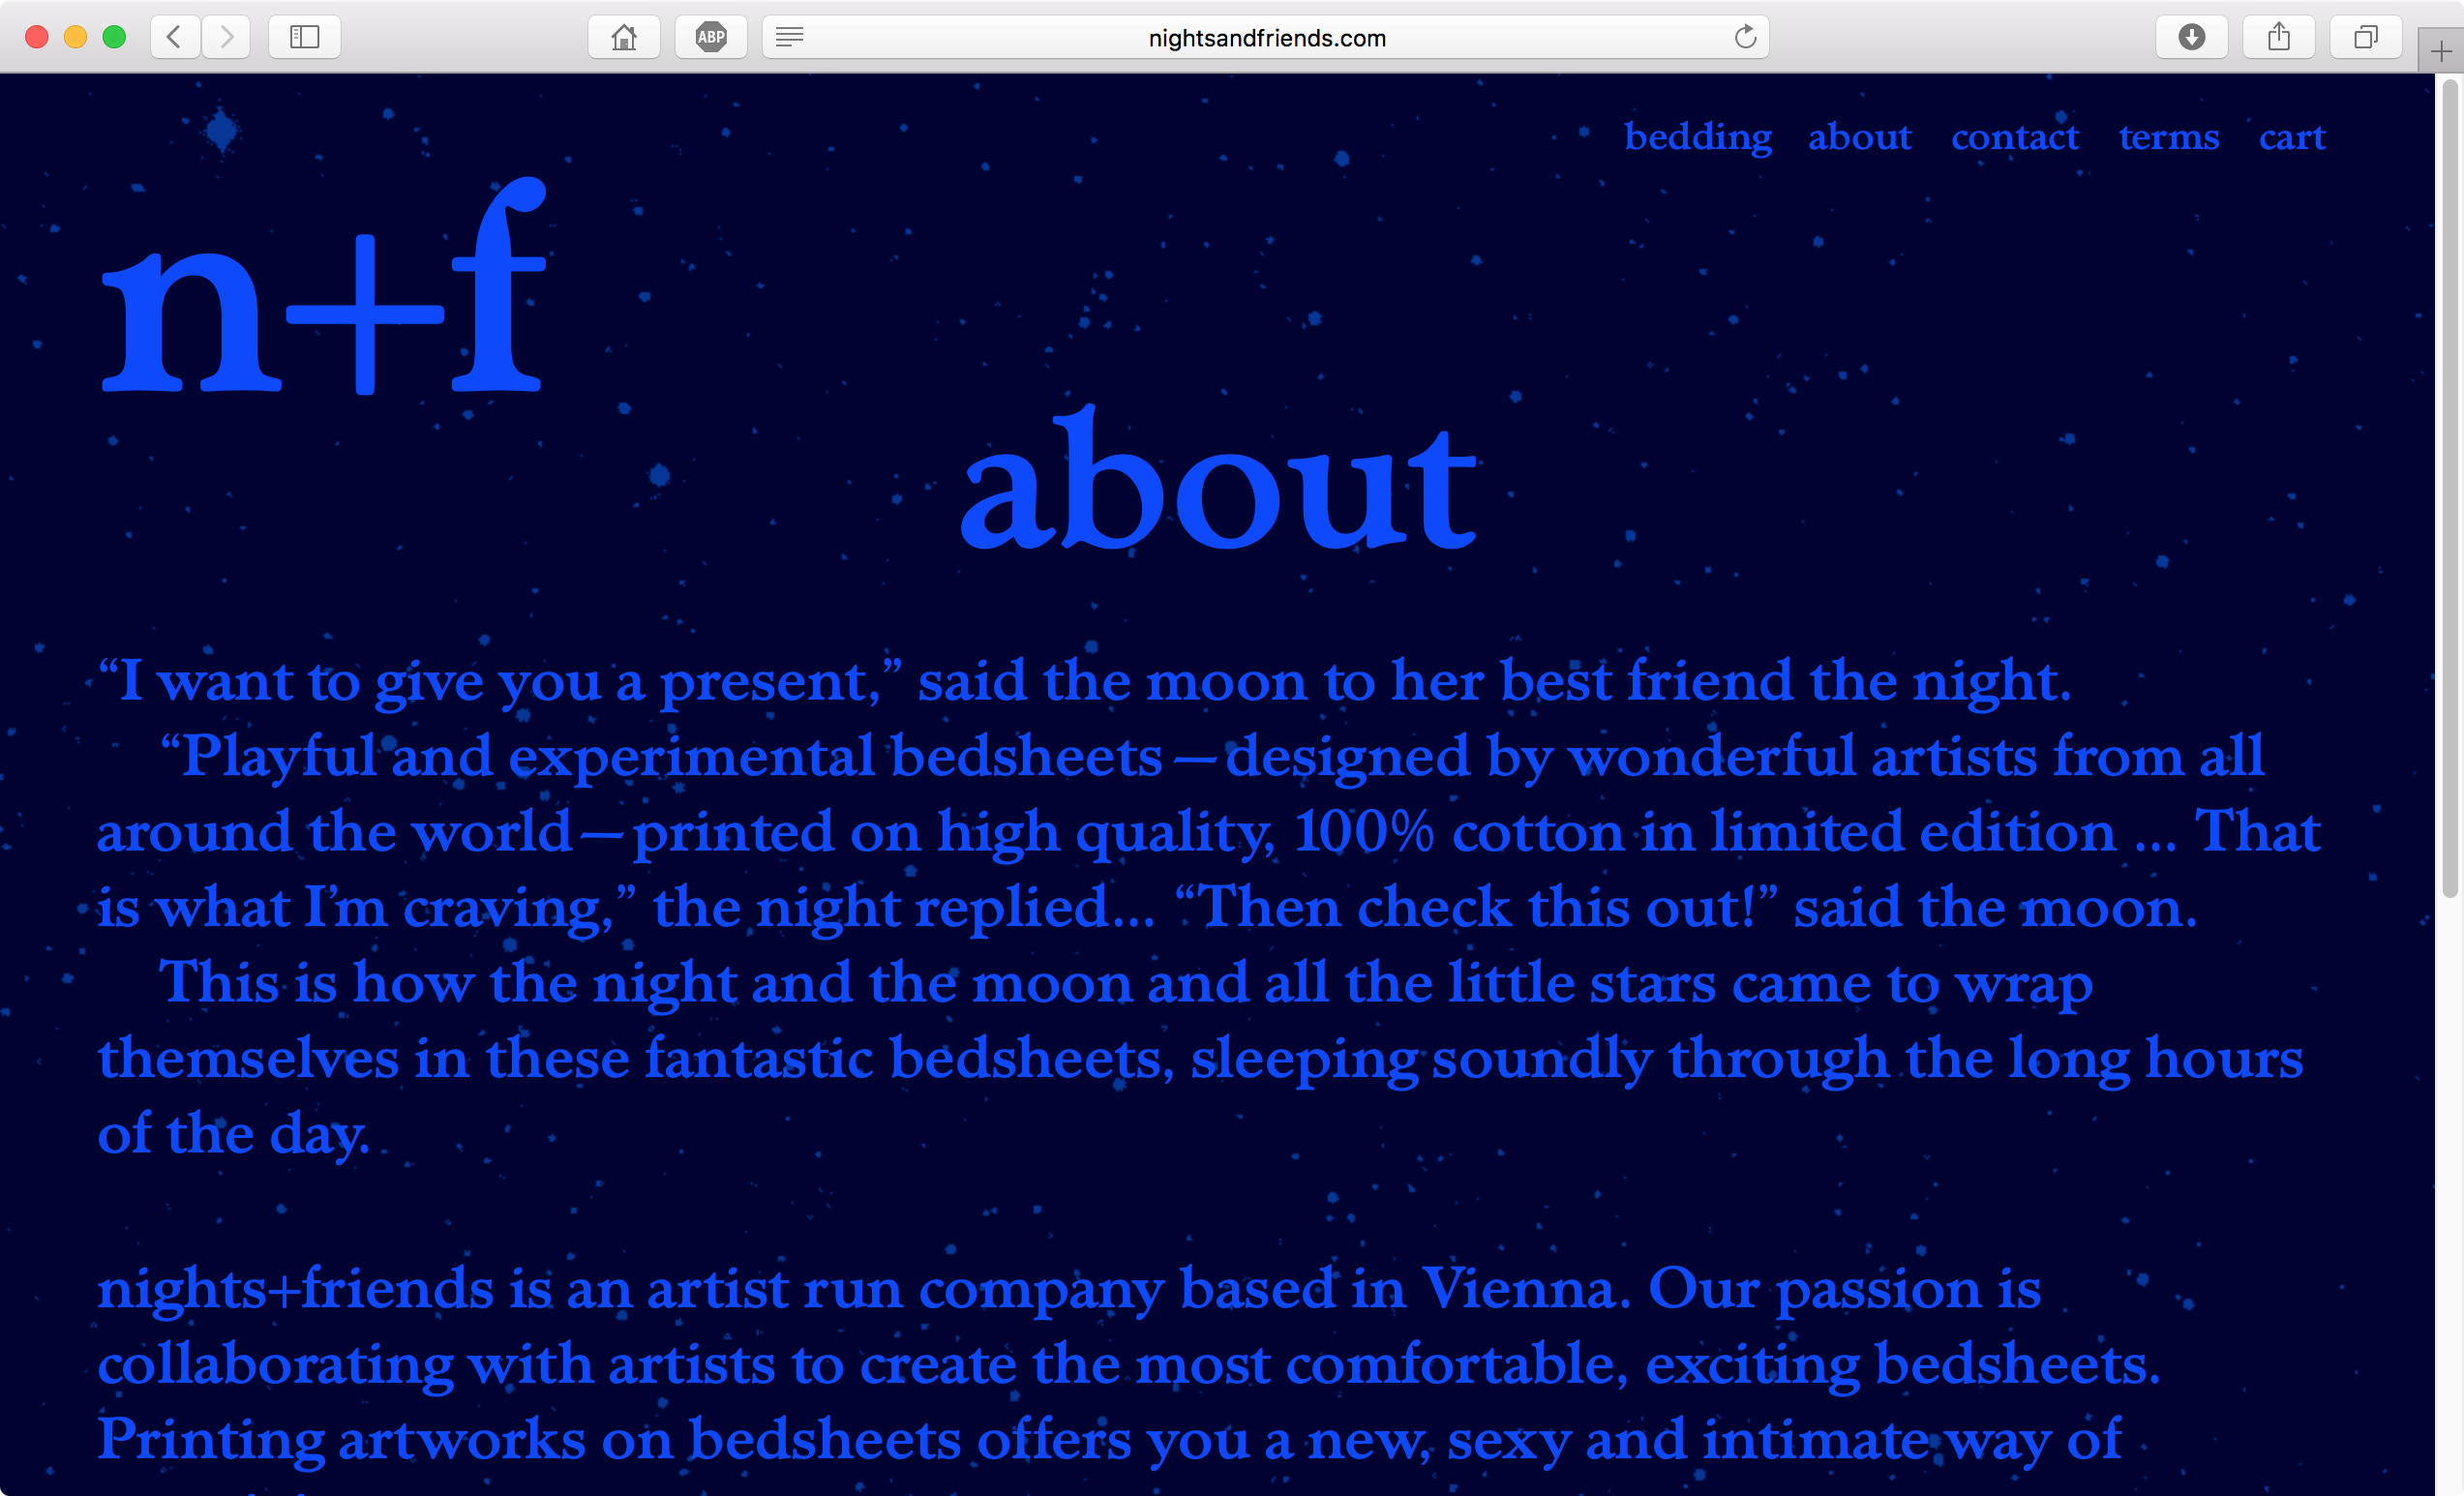 ABP
nightsandfriends.com
bedding about contact terms cart
n+f
about
“I want to give you a present,” said the moon to her best friend the night.
“Playful and experimental bedsheets — designed by wonderful artists from all
around the world — printed on high quality, 100% cotton in limited edition ... That
is what I’m craving,” the night replied... “Then check this out!” said the moon.
This is how the night and the moon and all the little stars came to wrap
themselves in these fantastic bedsheets, sleeping soundly through the long hours
of the day.
nights+friends is an artist run company based in Vienna. Our passion is
collaborating with artists to create the most comfortable, exciting bedsheets.
Printing artworks on bedsheets offers you a new, sexy and intimate way of